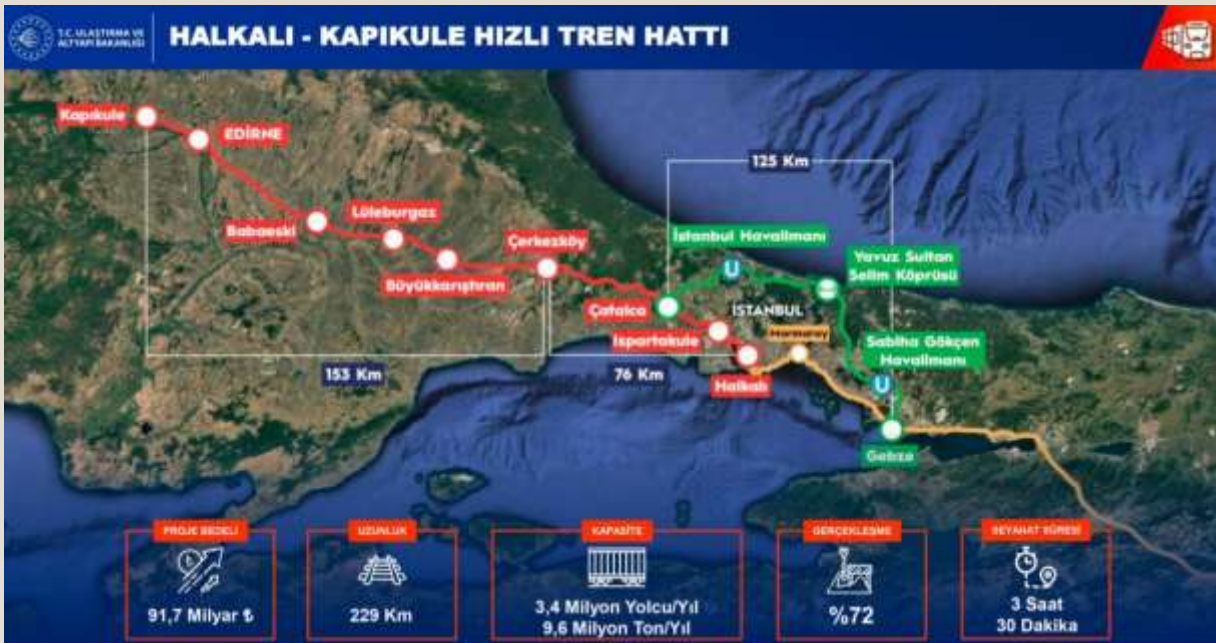 T.C. ULAŞTIRMA VE
ALTYAPI BAKANLIĞI
HALKALI - KAPIKULE HIZLI TREN HATTI
Kapıkule
EDİRNE
125 Km
Lüleburgaz
Babaeski
Çerkezköy
İstanbul Havalimanı
Yavuz Sultan
Selim Köprüsü
Büyükkarıştıran
Çatalca
İSTANBUL
Ispartakule
Marmaray
Sabiha Gökçen
Havalimanı
153 Km
76 Km
Halkalı
Gebze
PROJE BEDELİ
91,7 Milyar ₺
UZUNLUK
229 Km
KAPASİTE
3,4 Milyon Yolcu/Yıl
9,6 Milyon Ton/Yıl
GERÇEKLEŞME
%72
SEYAHAT SÜRESİ
3 Saat
30 Dakika